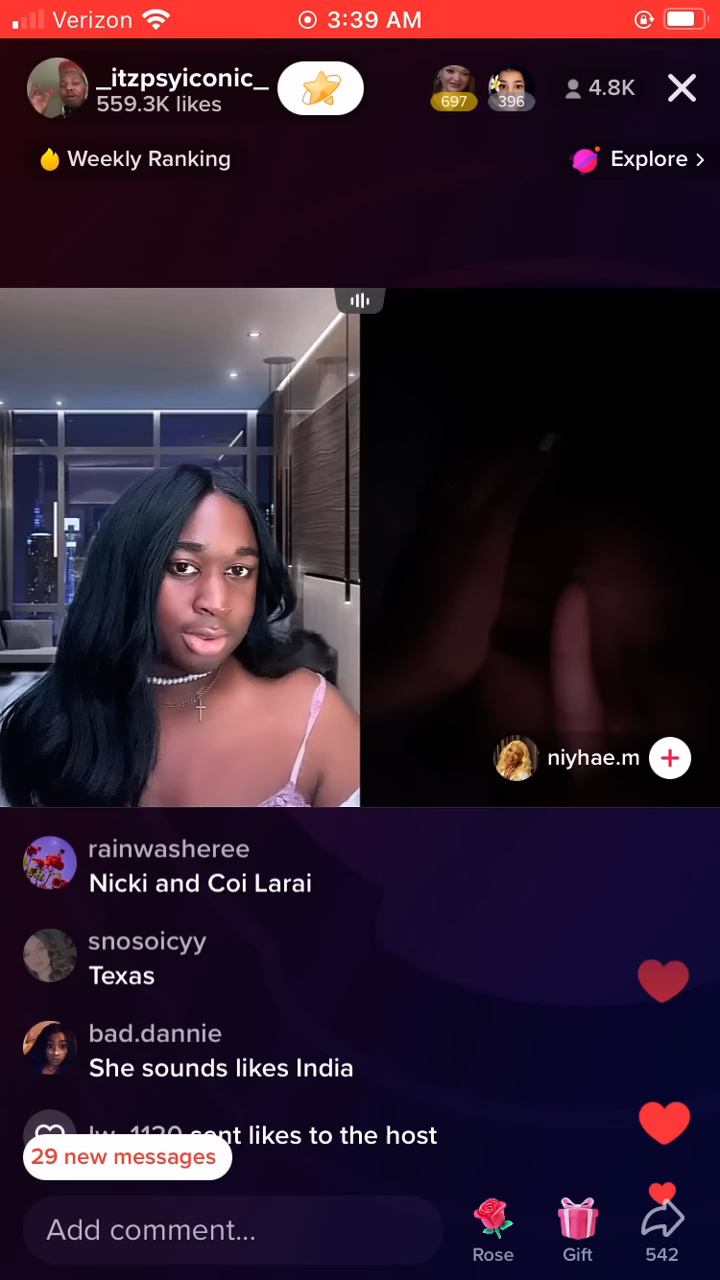 Verizon 3:39 AM
_itzpsyiconic_
559.3K likes
697 396 4.8K
Weekly Ranking Explore >
niyhae.m
rainwasheree
Nicki and Coi Larai
snosoicyy
Texas
bad.dannie
She sounds likes India
sent likes to the host
29 new messages
Add comment...
Rose Gift 542